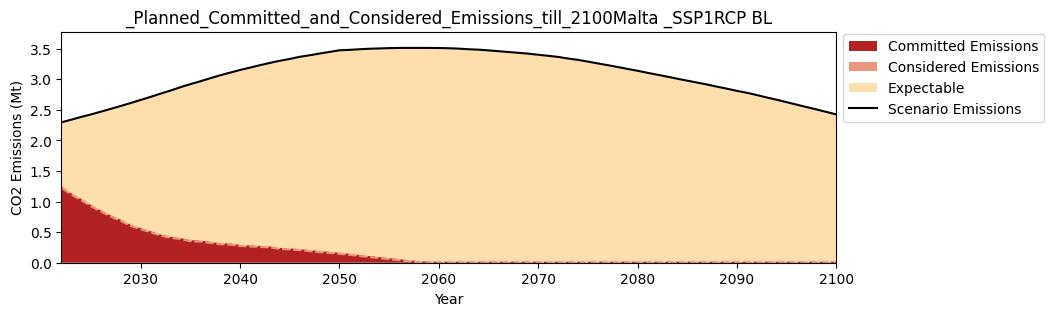 _Planned_Committed_and_Considered_Emissions_till_2100Malta _SSP1RCP BL
CO2 Emissions (Mt)
3.5
3.0
2.5
2.0
1.5
1.0
0.5
0.0
2030 2040 2050 2060 2070 2080 2090 2100
Year
Committed Emissions
Considered Emissions
Expectable
Scenario Emissions